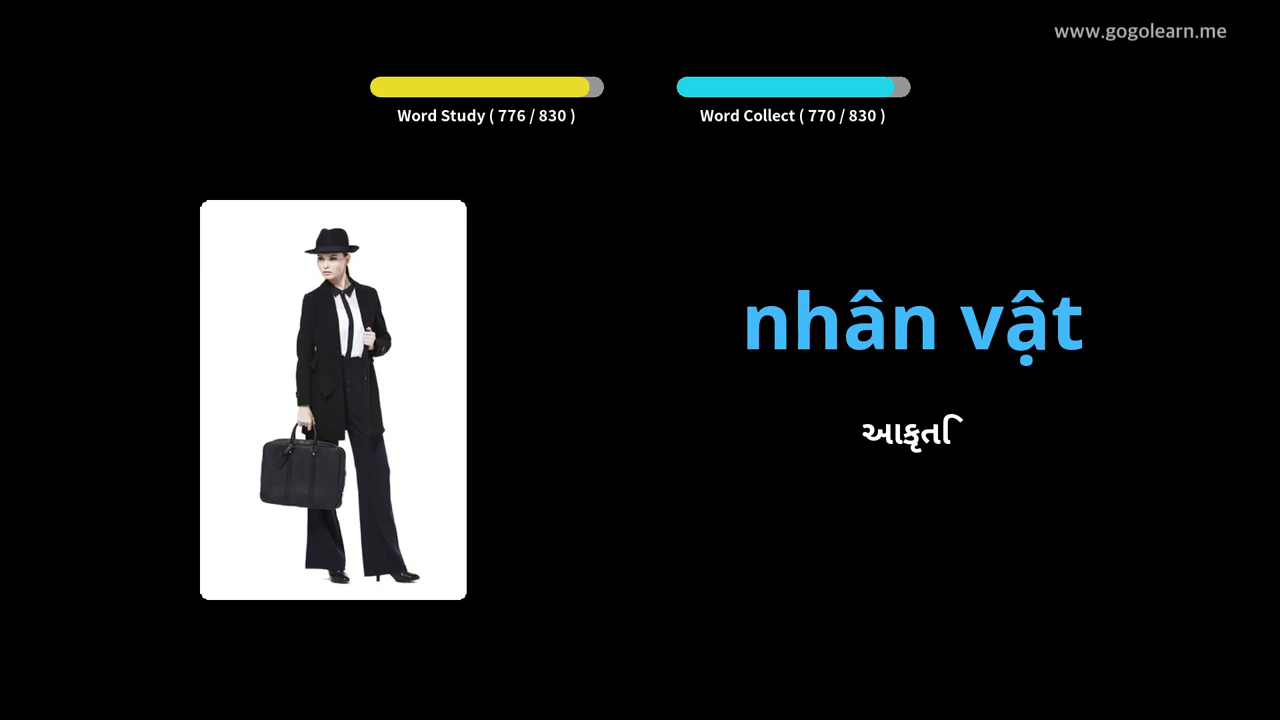 www.gogolearn.me
Word Study ( 776 / 830 )
Word Collect ( 770 / 830 )
nhân vật
આકૃતિ